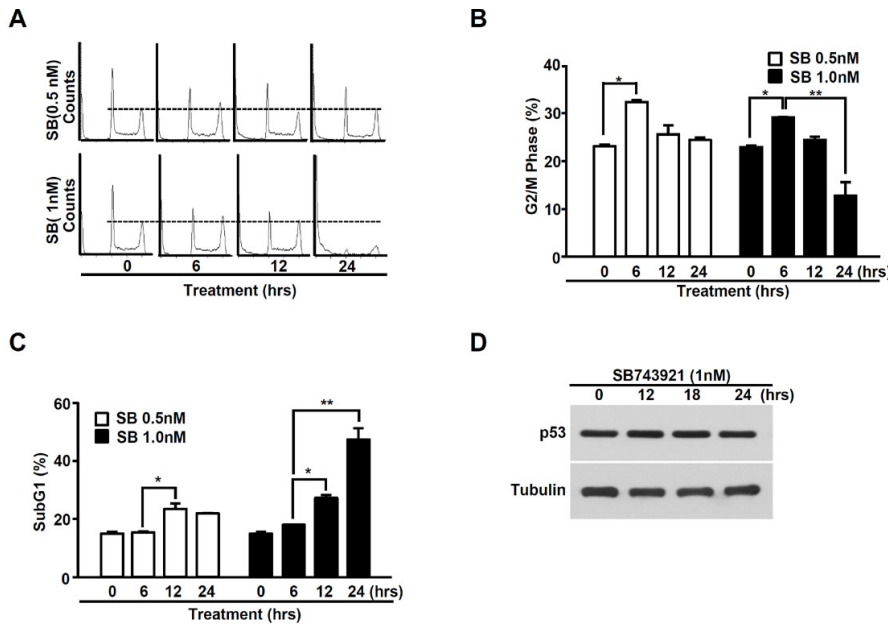 A
SB(0.5 nM)
Counts
SB( 1nM)
Counts
0 6 12 24
Treatment (hrs)
B
SB 0.5nM
SB 1.0nM
G2/M Phase (%)
40
30
20
10
0
* * **
0 6 12 24 0 6 12 24 (hrs)
Treatment (hrs)
C
SB 0.5nM
SB 1.0nM
SubG1 (%)
60
40
20
0
* * **
0 6 12 24 0 6 12 24 (hrs)
Treatment (hrs)
D
SB743921 (1nM)
0 12 18 24 (hrs)
p53
Tubulin